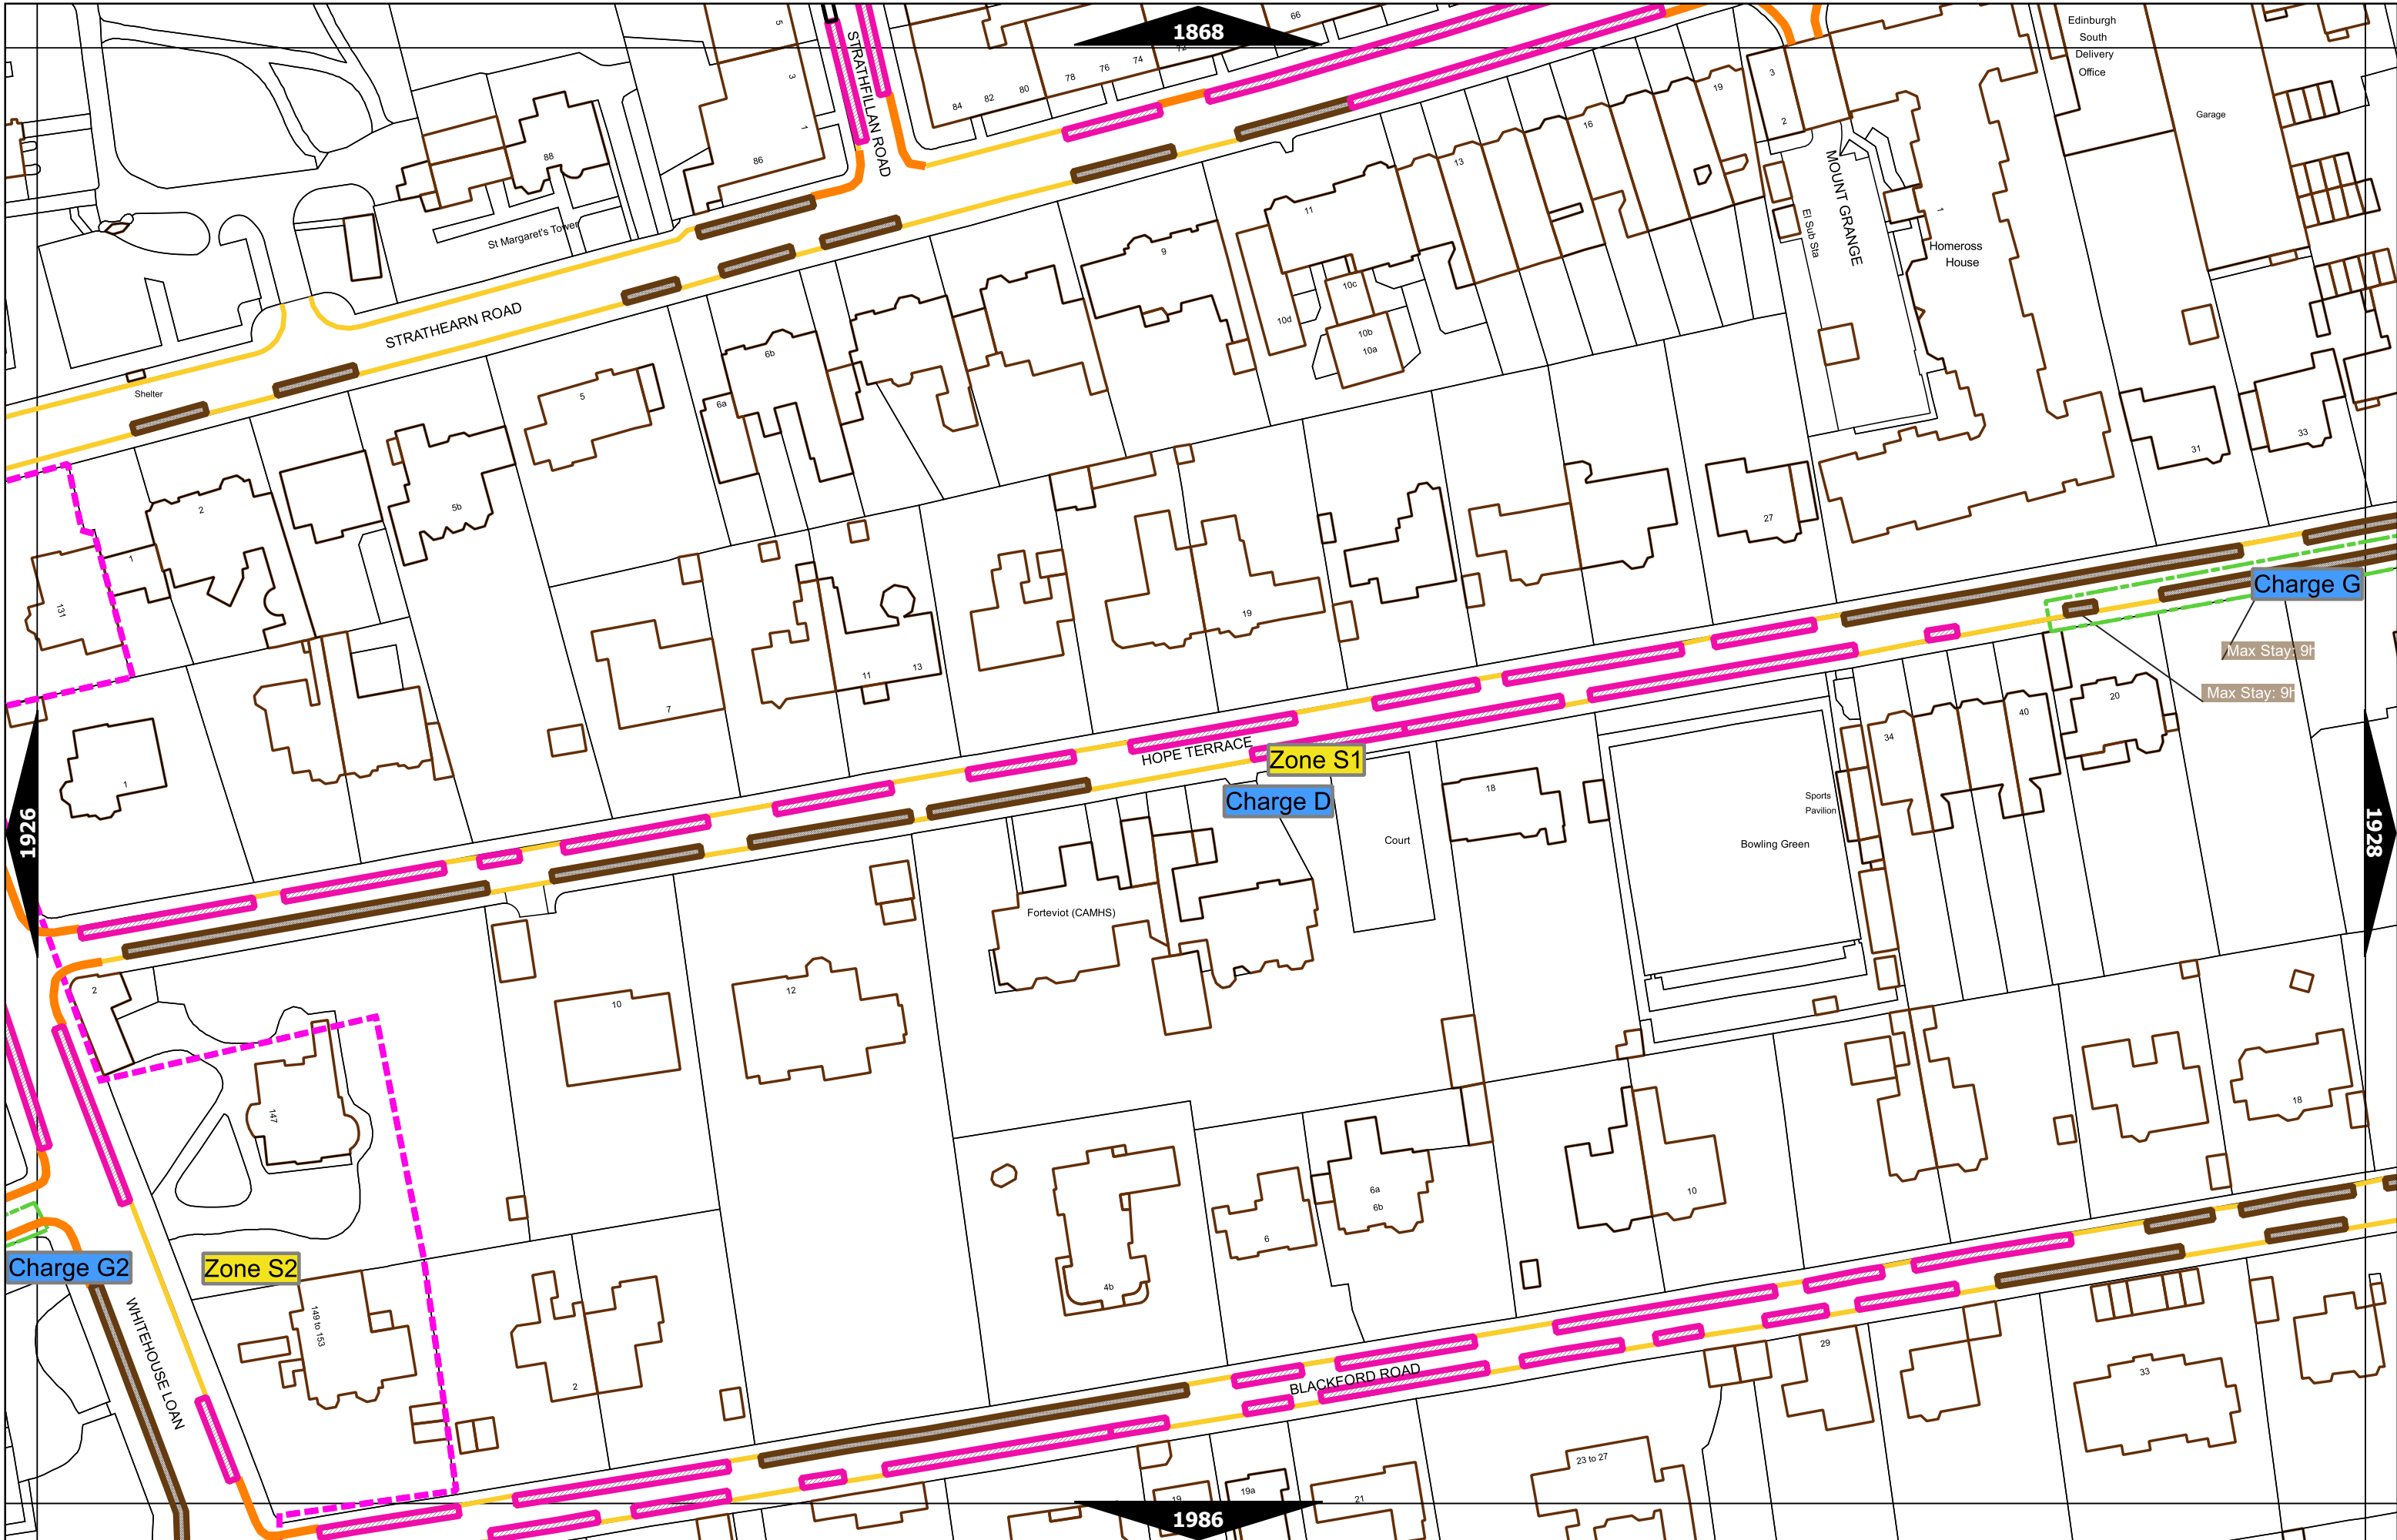 1868
Edinburgh
South
Delivery
Office
Garage
STRATHFILLAN ROAD
5
3
1
86
88
St Margaret's Tower
84
82
80
78
76
74
72
66
3
2
MOUNT GRANGE
El Sub Sta
1
Homeross
House
19
16
13
11
9
10c
10d
10b
10a
STRATHEARN ROAD
Shelter
6b
6a
5
5b
2
1
131
1
31
33
27
19
7
11
13
HOPE TERRACE
Zone S1
Charge D
Charge G
Max Stay: 9h
Max Stay: 9h
20
40
34
18
Court
Sports
Pavilion
Bowling Green
1926
1928
Forteviot (CAMHS)
2
10
12
147
Charge G2
Zone S2
WHITEHOUSE LOAN
149 to 153
2
4b
6
6a
6b
10
18
BLACKFORD ROAD
29
33
23 to 27
19
19a
21
1986